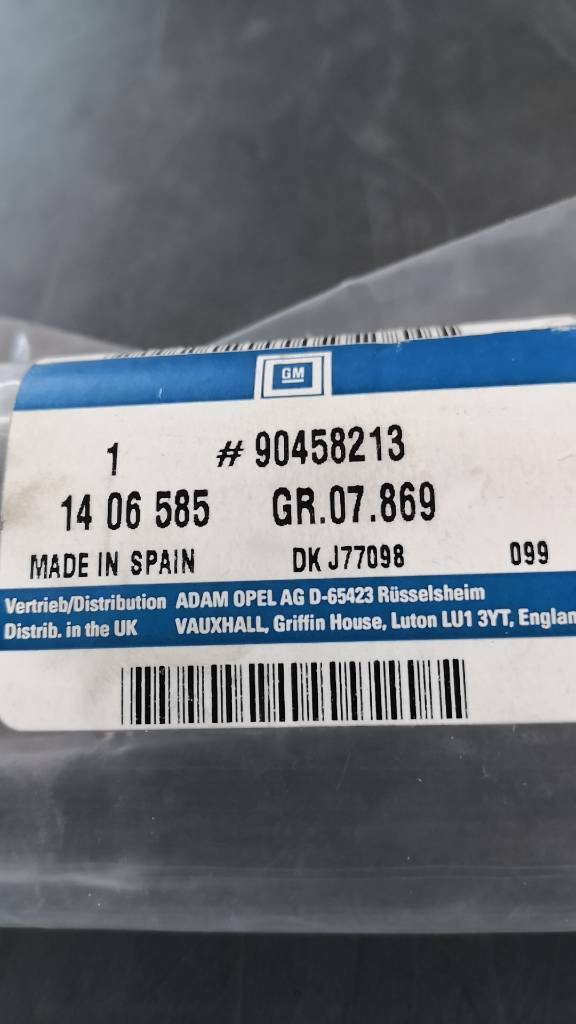 GM
1 # 90458213
14 06 585 GR.07.869
MADE IN SPAIN DK J77098 099
Vertrieb/Distribution ADAM OPEL AG D-65423 Rüsselsheim
Distrib. in the UK VAUXHALL, Griffin House, Luton LU1 3YT, Englan